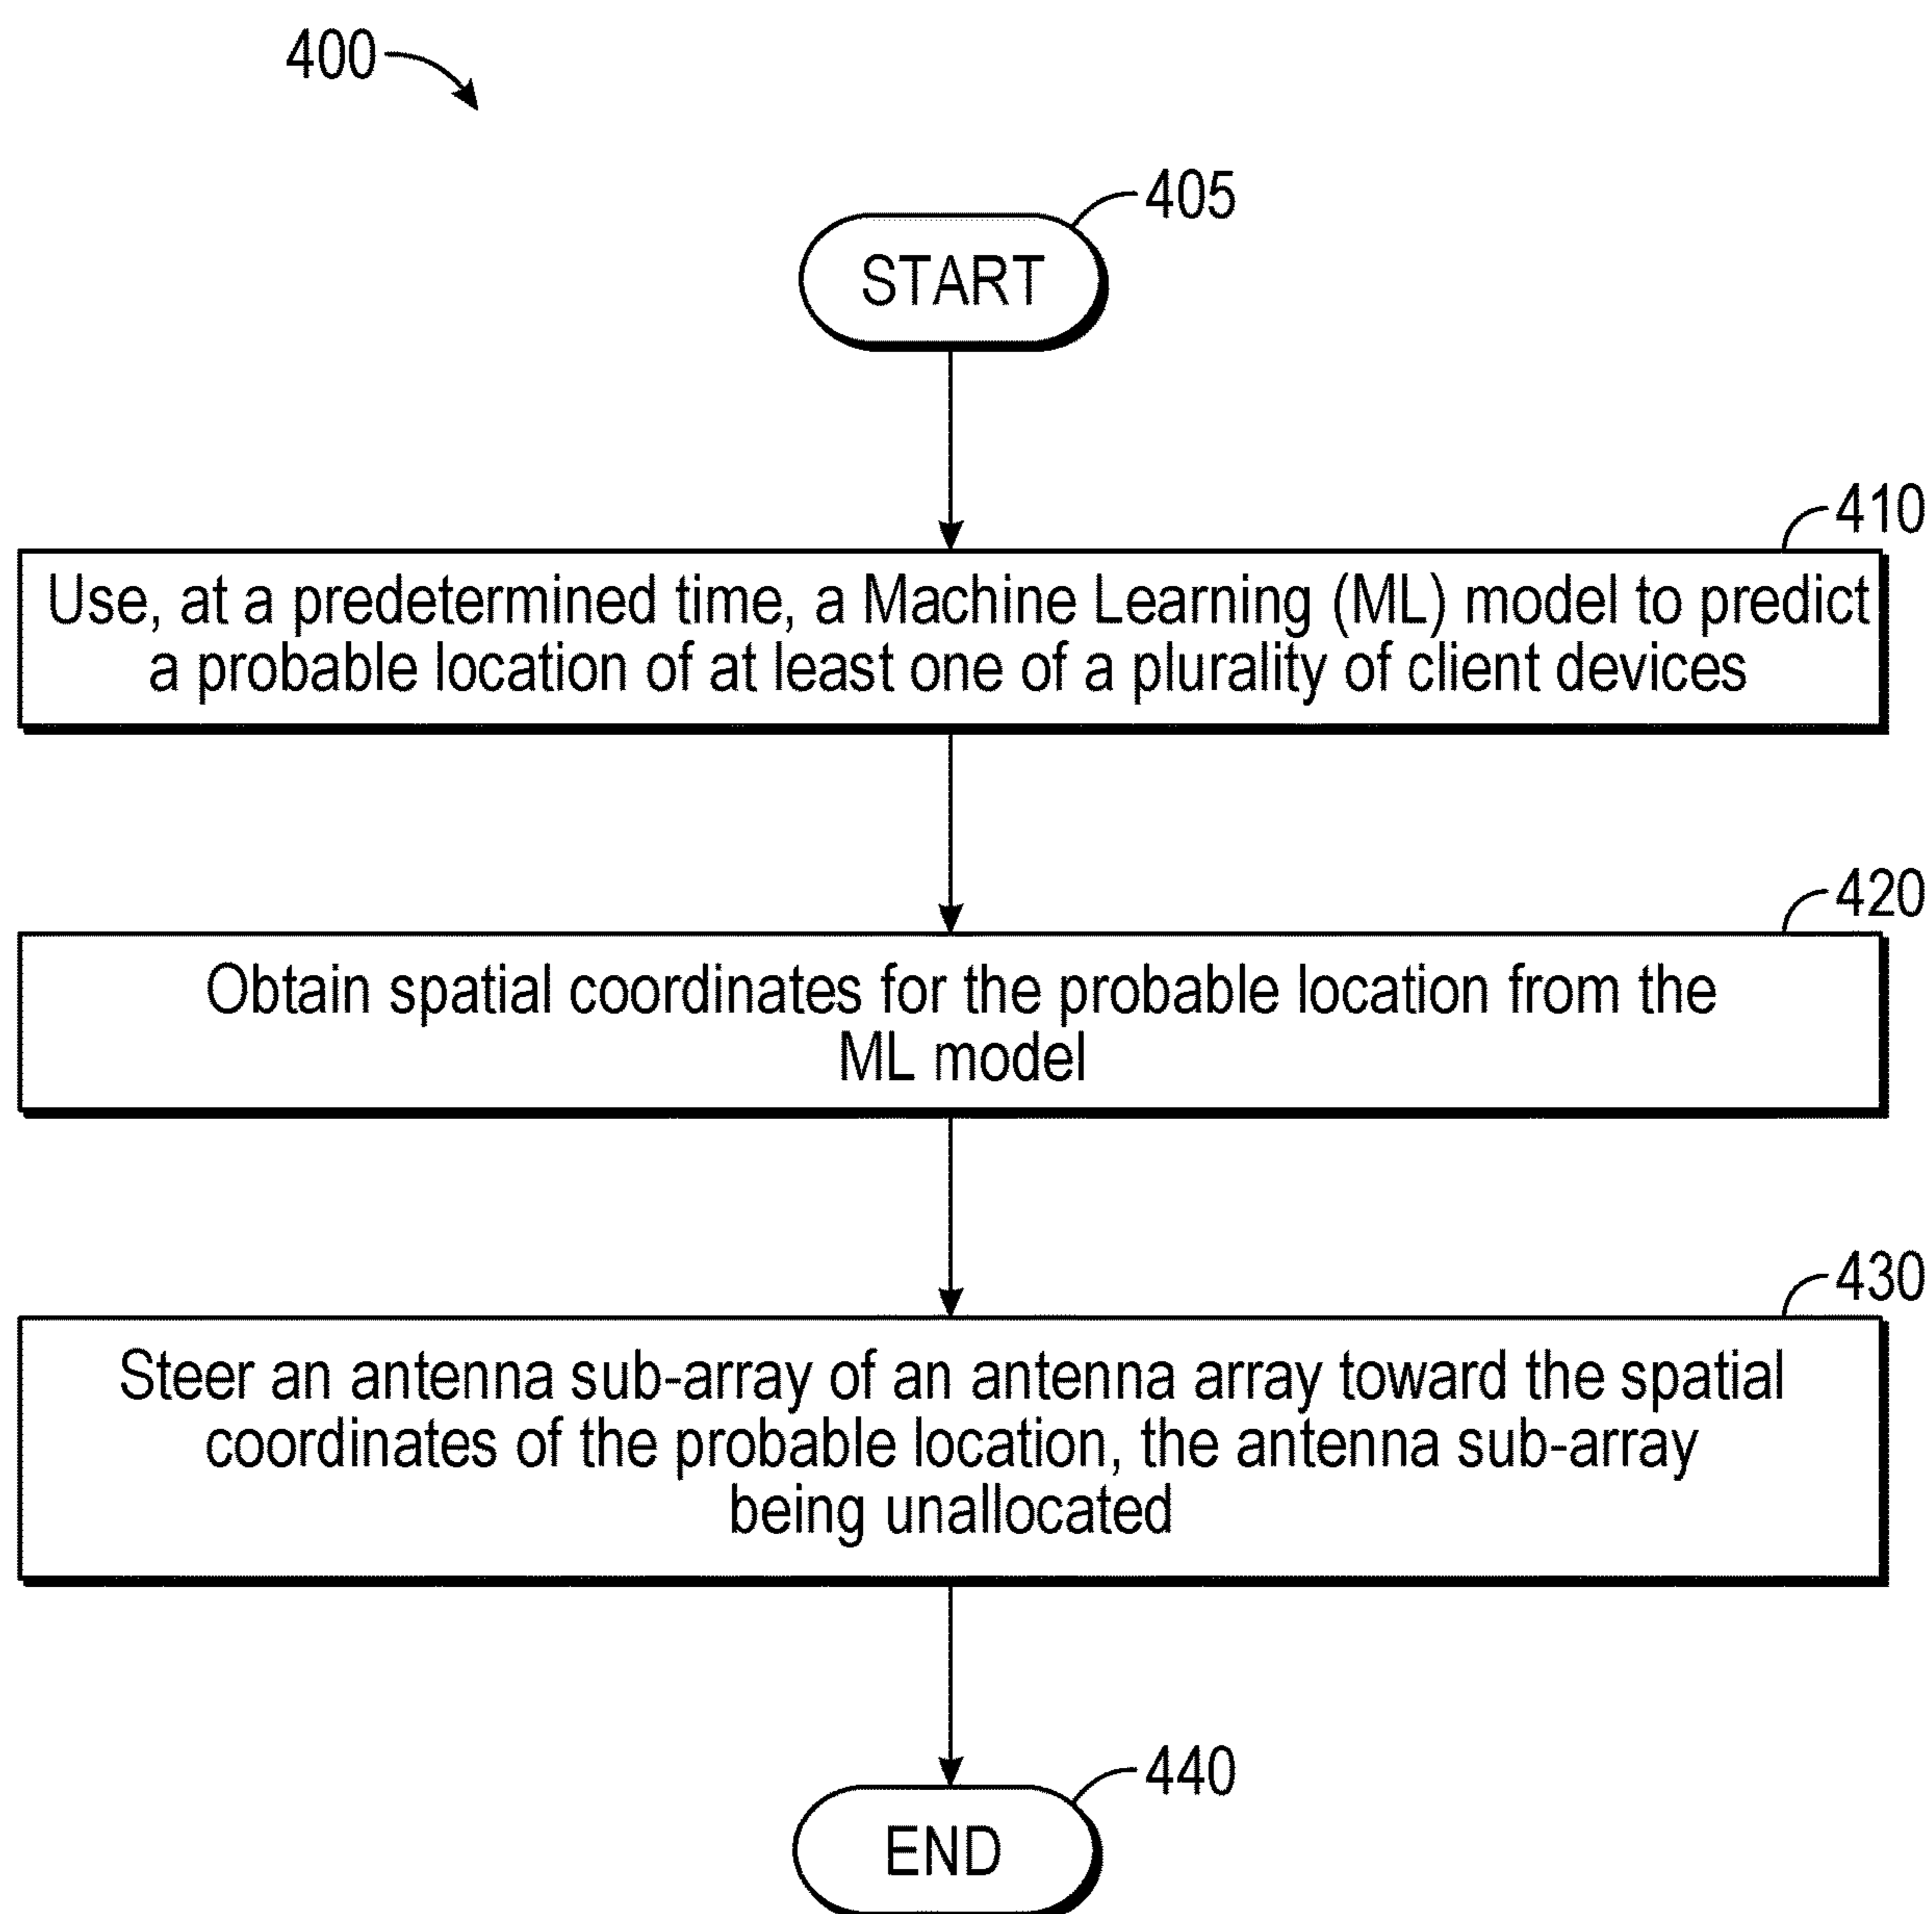 400
405
START
410
Use, at a predetermined time, a Machine Learning (ML) model to predict
a probable location of at least one of a plurality of client devices
420
Obtain spatial coordinates for the probable location from the
ML model
430
Steer an antenna sub-array of an antenna array toward the spatial
coordinates of the probable location, the antenna sub-array
being unallocated
440
END